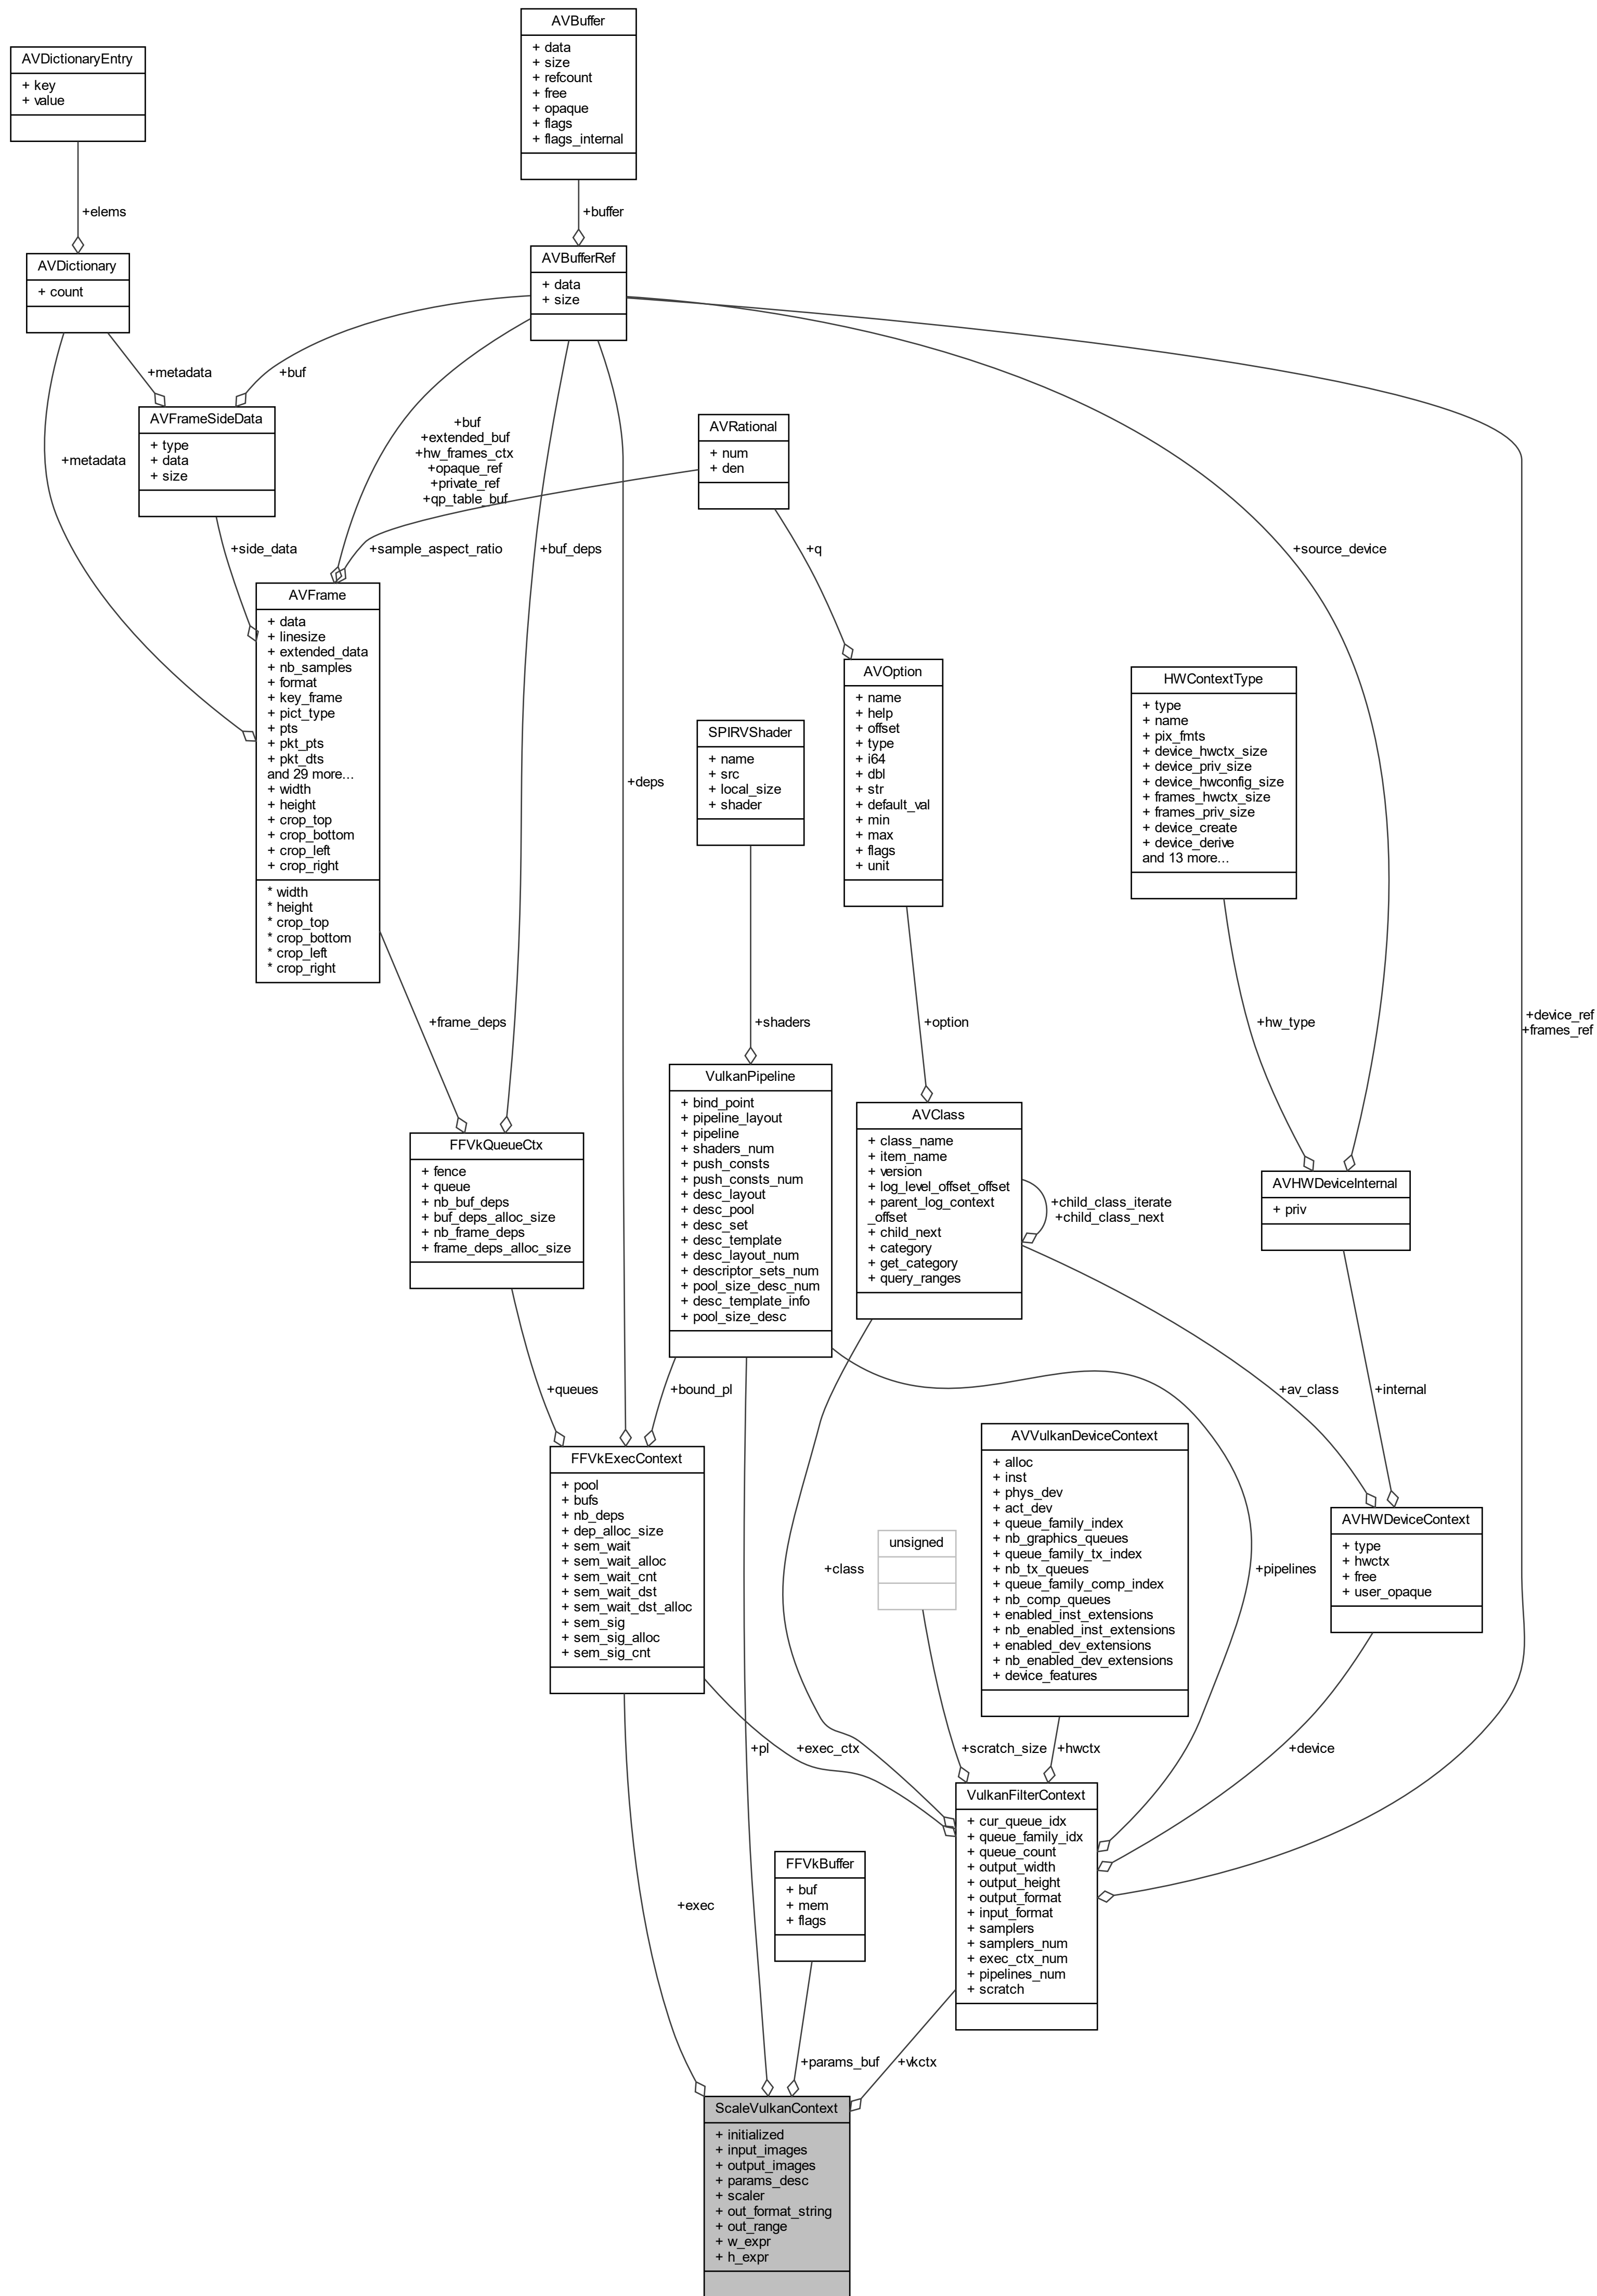 AVBuffer
+ data
+ size
+ refcount
+ free
+ opaque
+ flags
+ flags_internal
AVDictionaryEntry
+ key
+ value
+elems
+buffer
AVDictionary
+ count
AVBufferRef
+ data
+ size
+metadata
+buf
AVFrameSideData
+ type
+ data
+ size
+metadata
+buf
+extended_buf
+hw_frames_ctx
+opaque_ref
+private_ref
+qp_table_buf
AVRational
+ num
+ den
+side_data
+sample_aspect_ratio
+buf_deps
+q
+source_device
AVFrame
+ data
+ linesize
+ extended_data
+ nb_samples
+ format
+ key_frame
+ pict_type
+ pts
+ pkt_pts
+ pkt_dts
and 29 more...
+ width
+ height
+ crop_top
+ crop_bottom
+ crop_left
+ crop_right
* width
* height
* crop_top
* crop_bottom
* crop_left
* crop_right
+deps
SPIRVShader
+ name
+ src
+ local_size
+ shader
AVOption
+ name
+ help
+ offset
+ type
+ i64
+ dbl
+ str
+ default_val
+ min
+ max
+ flags
+ unit
HWContextType
+ type
+ name
+ pix_fmts
+ device_hwctx_size
+ device_priv_size
+ device_hwconfig_size
+ frames_hwctx_size
+ frames_priv_size
+ device_create
+ device_derive
and 13 more...
+frame_deps
+shaders
+option
+hw_type
+device_ref
+frames_ref
FFVkQueueCtx
+ fence
+ queue
+ nb_buf_deps
+ buf_deps_alloc_size
+ nb_frame_deps
+ frame_deps_alloc_size
VulkanPipeline
+ bind_point
+ pipeline_layout
+ pipeline
+ shaders_num
+ push_consts
+ push_consts_num
+ desc_layout
+ desc_pool
+ desc_set
+ desc_template
+ desc_layout_num
+ descriptor_sets_num
+ pool_size_desc_num
+ desc_template_info
+ pool_size_desc
AVClass
+ class_name
+ item_name
+ version
+ log_level_offset_offset
+ parent_log_context
_offset
+ child_next
+ category
+ get_category
+ query_ranges
+child_class_iterate
+child_class_next
AVHWDeviceInternal
+ priv
+queues
+bound_pl
+av_class
+internal
FFVkExecContext
+ pool
+ bufs
+ nb_deps
+ dep_alloc_size
+ sem_wait
+ sem_wait_alloc
+ sem_wait_cnt
+ sem_wait_dst
+ sem_wait_dst_alloc
+ sem_sig
+ sem_sig_alloc
+ sem_sig_cnt
+class
unsigned
AVVulkanDeviceContext
+ alloc
+ inst
+ phys_dev
+ act_dev
+ queue_family_index
+ nb_graphics_queues
+ queue_family_tx_index
+ nb_tx_queues
+ queue_family_comp_index
+ nb_comp_queues
+ enabled_inst_extensions
+ nb_enabled_inst_extensions
+ enabled_dev_extensions
+ nb_enabled_dev_extensions
+ device_features
+pipelines
AVHWDeviceContext
+ type
+ hwctx
+ free
+ user_opaque
+pl
+exec_ctx
+scratch_size
+hwctx
+device
VulkanFilterContext
+ cur_queue_idx
+ queue_family_idx
+ queue_count
+ output_width
+ output_height
+ output_format
+ input_format
+ samplers
+ samplers_num
+ exec_ctx_num
+ pipelines_num
+ scratch
+exec
FFVkBuffer
+ buf
+ mem
+ flags
+params_buf
+vkctx
ScaleVulkanContext
+ initialized
+ input_images
+ output_images
+ params_desc
+ scaler
+ out_format_string
+ out_range
+ w_expr
+ h_expr